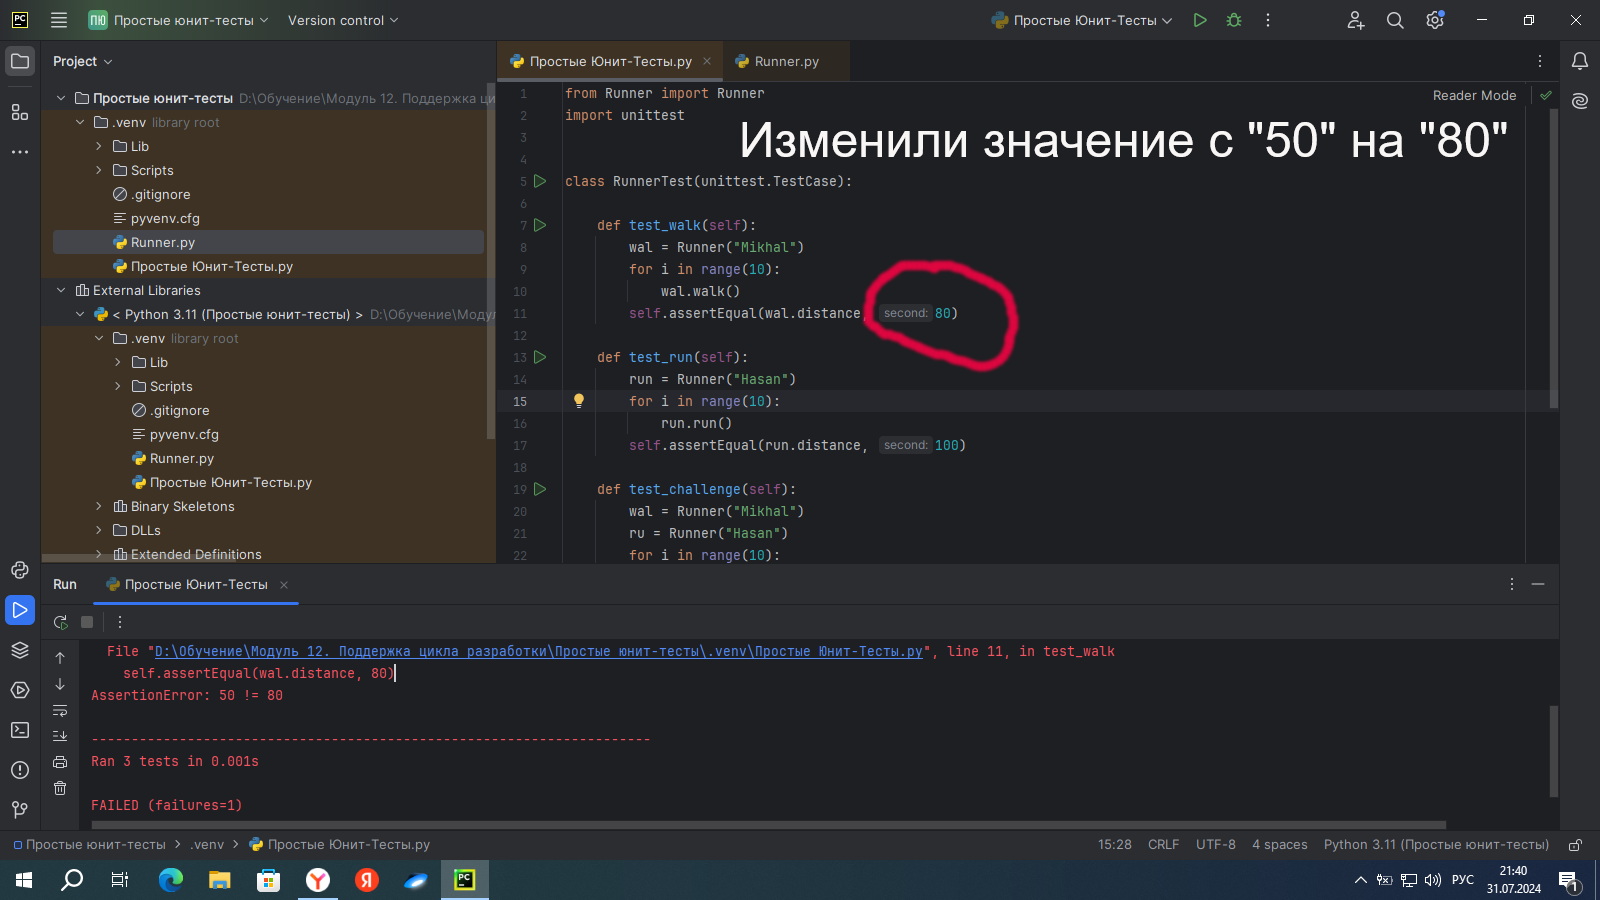 ПЮ Простые юнит-тесты Version control Простые Юнит-Тесты
Project
Простые юнит-тесты D:\Обучение\Модуль 12. Поддержка ци
.venv library root
Lib
Scripts
.gitignore
pyvenv.cfg
Runner.py
Простые Юнит-Тесты.py
External Libraries
< Python 3.11 (Простые юнит-тесты) > D:\Обучение\Модул
.venv library root
Lib
Scripts
.gitignore
pyvenv.cfg
Runner.py
Простые Юнит-Тесты.py
Binary Skeletons
DLLs
Extended Definitions
Простые Юнит-Тесты.py Runner.py
Reader Mode
Изменили значение с "50" на "80"
1 from Runner import Runner
2 import unittest
3
4
5 class RunnerTest(unittest.TestCase):
6
7 def test_walk(self):
8 wal = Runner("Mikhal")
9 for i in range(10):
10 wal.walk()
11 self.assertEqual(wal.distance, second: 80)
12
13 def test_run(self):
14 run = Runner("Hasan")
15 for i in range(10):
16 run.run()
17 self.assertEqual(run.distance, second: 100)
18
19 def test_challenge(self):
20 wal = Runner("Mikhal")
21 ru = Runner("Hasan")
22 for i in range(10):
Run Простые Юнит-Тесты
File "D:\Обучение\Модуль 12. Поддержка цикла разработки\Простые юнит-тесты\.venv\Простые Юнит-Тесты.py", line 11, in test_walk
self.assertEqual(wal.distance, 80)
AssertionError: 50 != 80
----------------------------------------------------------------------
Ran 3 tests in 0.001s
FAILED (failures=1)
Простые юнит-тесты > .venv > Простые Юнит-Тесты.py 15:28 CRLF UTF-8 4 spaces Python 3.11 (Простые юнит-тесты)
РУС 21:40
31.07.2024
1